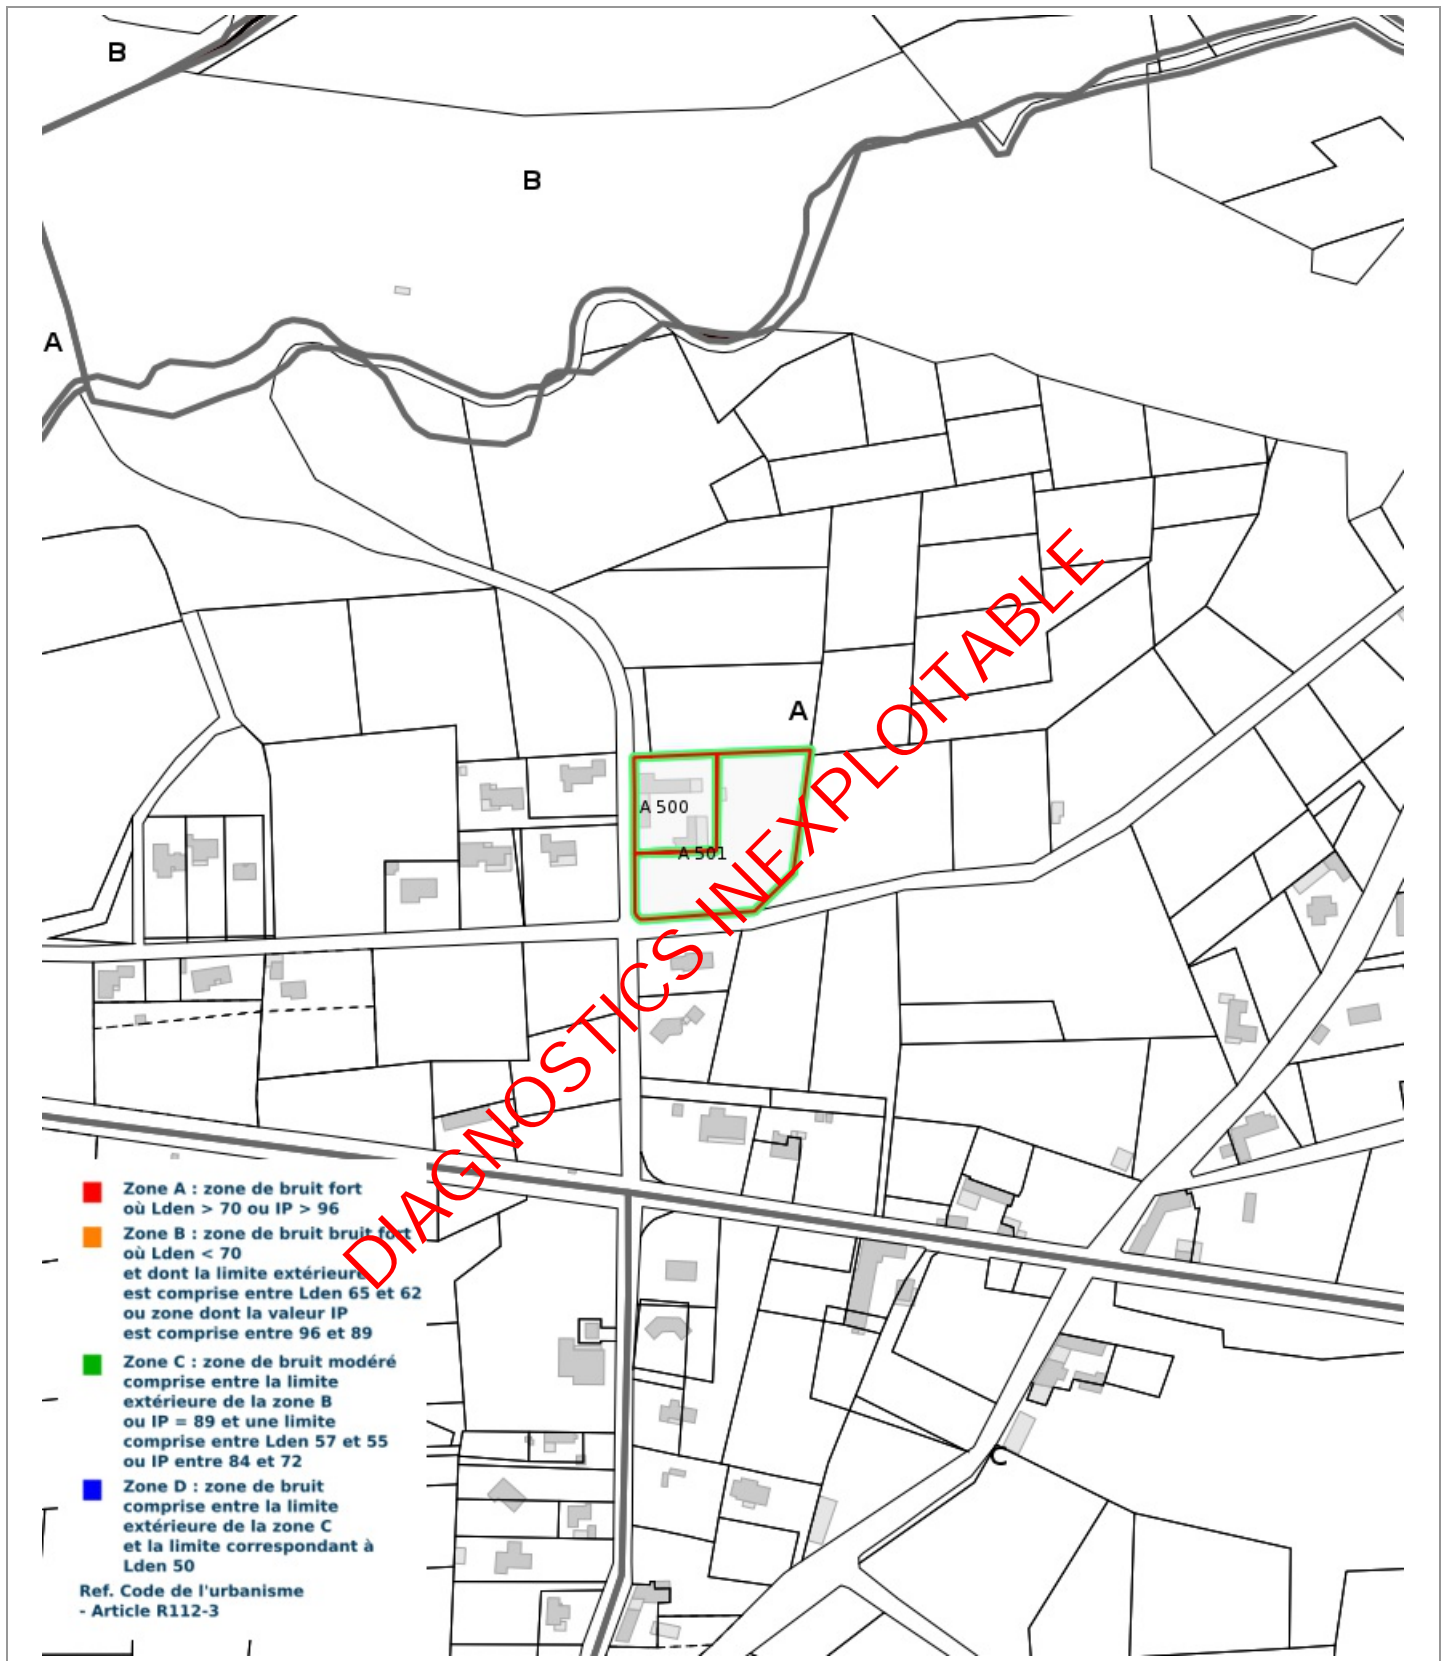 B
B
A
A
A 500
A 501
DIAGNOSTICS INEXPLOITABLE
Zone A : zone de bruit fort
où Lden > 70 ou IP > 96
Zone B : zone de bruit bruit fort
où Lden < 70
et dont la limite extérieure
est comprise entre Lden 65 et 62
ou zone dont la valeur IP
est comprise entre 96 et 89
Zone C : zone de bruit modéré
comprise entre la limite
extérieure de la zone B
ou IP = 89 et une limite
comprise entre Lden 57 et 55
ou IP entre 84 et 72
C
Zone D : zone de bruit
comprise entre la limite
extérieure de la zone C
et la limite correspondant à
Lden 50
Ref. Code de l'urbanisme
- Article R112-3